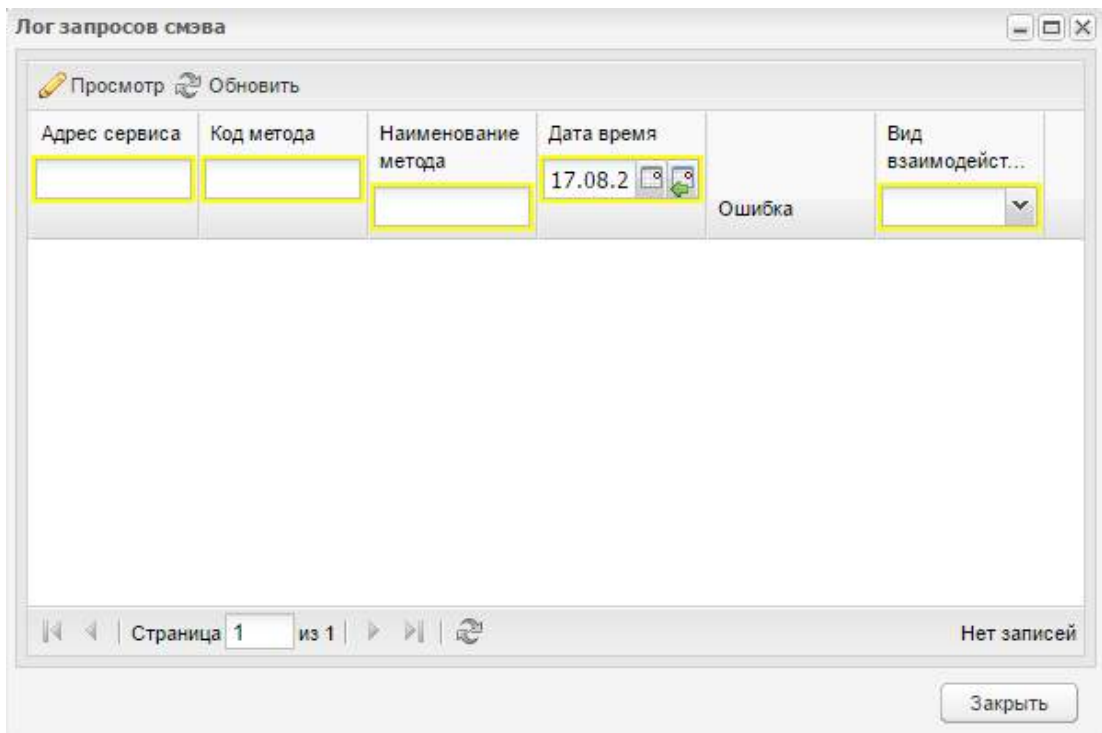 Лог запросов смэва
Просмотр Обновить
Адрес сервиса
Код метода
Наименование
метода
Дата время
17.08.2
Ошибка
Вид
взаимодейст...
Страница 1 из 1
Нет записей
Закрыть